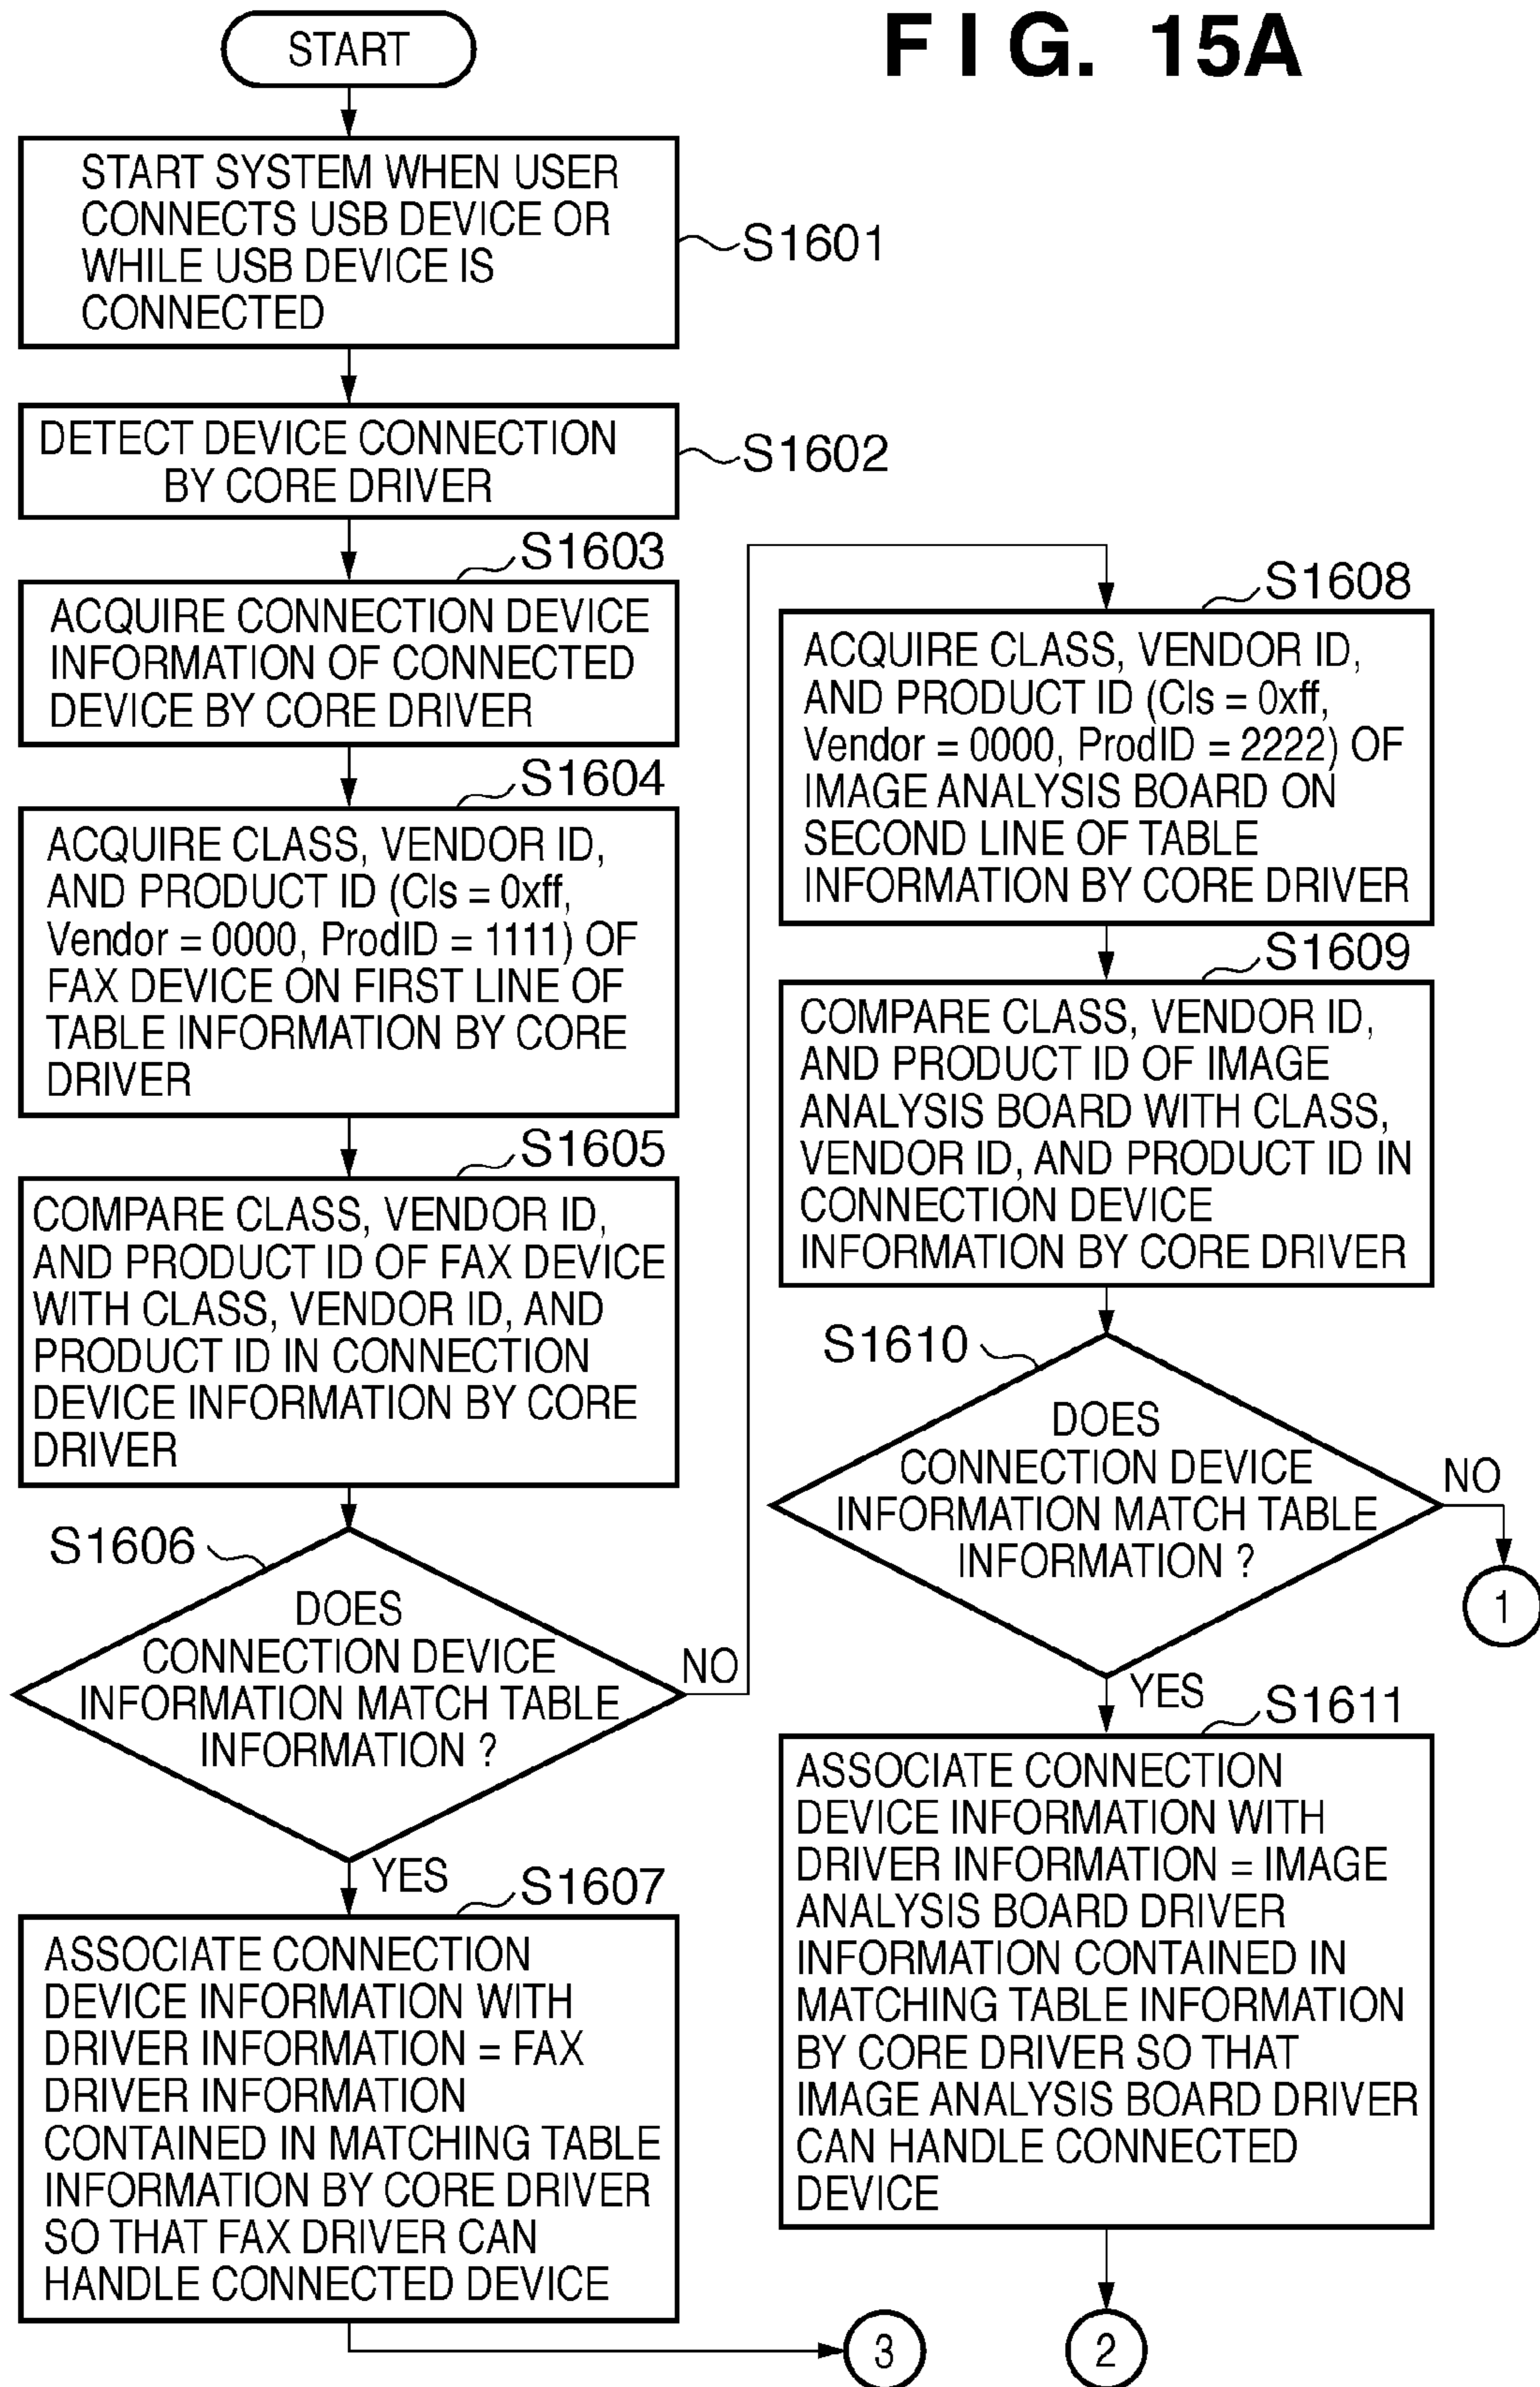 FIG. 15A
START
START SYSTEM WHEN USER
CONNECTS USB DEVICE OR
WHILE USB DEVICE IS
CONNECTED
S1601
DETECT DEVICE CONNECTION
BY CORE DRIVER
S1602
S1603
ACQUIRE CONNECTION DEVICE
INFORMATION OF CONNECTED
DEVICE BY CORE DRIVER
S1604
ACQUIRE CLASS, VENDOR ID,
AND PRODUCT ID (Cls = 0xff,
Vendor = 0000, ProdID = 1111) OF
FAX DEVICE ON FIRST LINE OF
TABLE INFORMATION BY CORE
DRIVER
S1605
COMPARE CLASS, VENDOR ID,
AND PRODUCT ID OF FAX DEVICE
WITH CLASS, VENDOR ID, AND
PRODUCT ID IN CONNECTION
DEVICE INFORMATION BY CORE
DRIVER
S1606
DOES
CONNECTION DEVICE
INFORMATION MATCH TABLE
INFORMATION ?
NO
YES
S1607
ASSOCIATE CONNECTION
DEVICE INFORMATION WITH
DRIVER INFORMATION = FAX
DRIVER INFORMATION
CONTAINED IN MATCHING TABLE
INFORMATION BY CORE DRIVER
SO THAT FAX DRIVER CAN
HANDLE CONNECTED DEVICE
3
S1608
ACQUIRE CLASS, VENDOR ID,
AND PRODUCT ID (Cls = 0xff,
Vendor = 0000, ProdID = 2222) OF
IMAGE ANALYSIS BOARD ON
SECOND LINE OF TABLE
INFORMATION BY CORE DRIVER
S1609
COMPARE CLASS, VENDOR ID,
AND PRODUCT ID OF IMAGE
ANALYSIS BOARD WITH CLASS,
VENDOR ID, AND PRODUCT ID IN
CONNECTION DEVICE
INFORMATION BY CORE DRIVER
S1610
DOES
CONNECTION DEVICE
INFORMATION MATCH TABLE
INFORMATION ?
NO
1
YES
S1611
ASSOCIATE CONNECTION
DEVICE INFORMATION WITH
DRIVER INFORMATION = IMAGE
ANALYSIS BOARD DRIVER
INFORMATION CONTAINED IN
MATCHING TABLE INFORMATION
BY CORE DRIVER SO THAT
IMAGE ANALYSIS BOARD DRIVER
CAN HANDLE CONNECTED
DEVICE
2